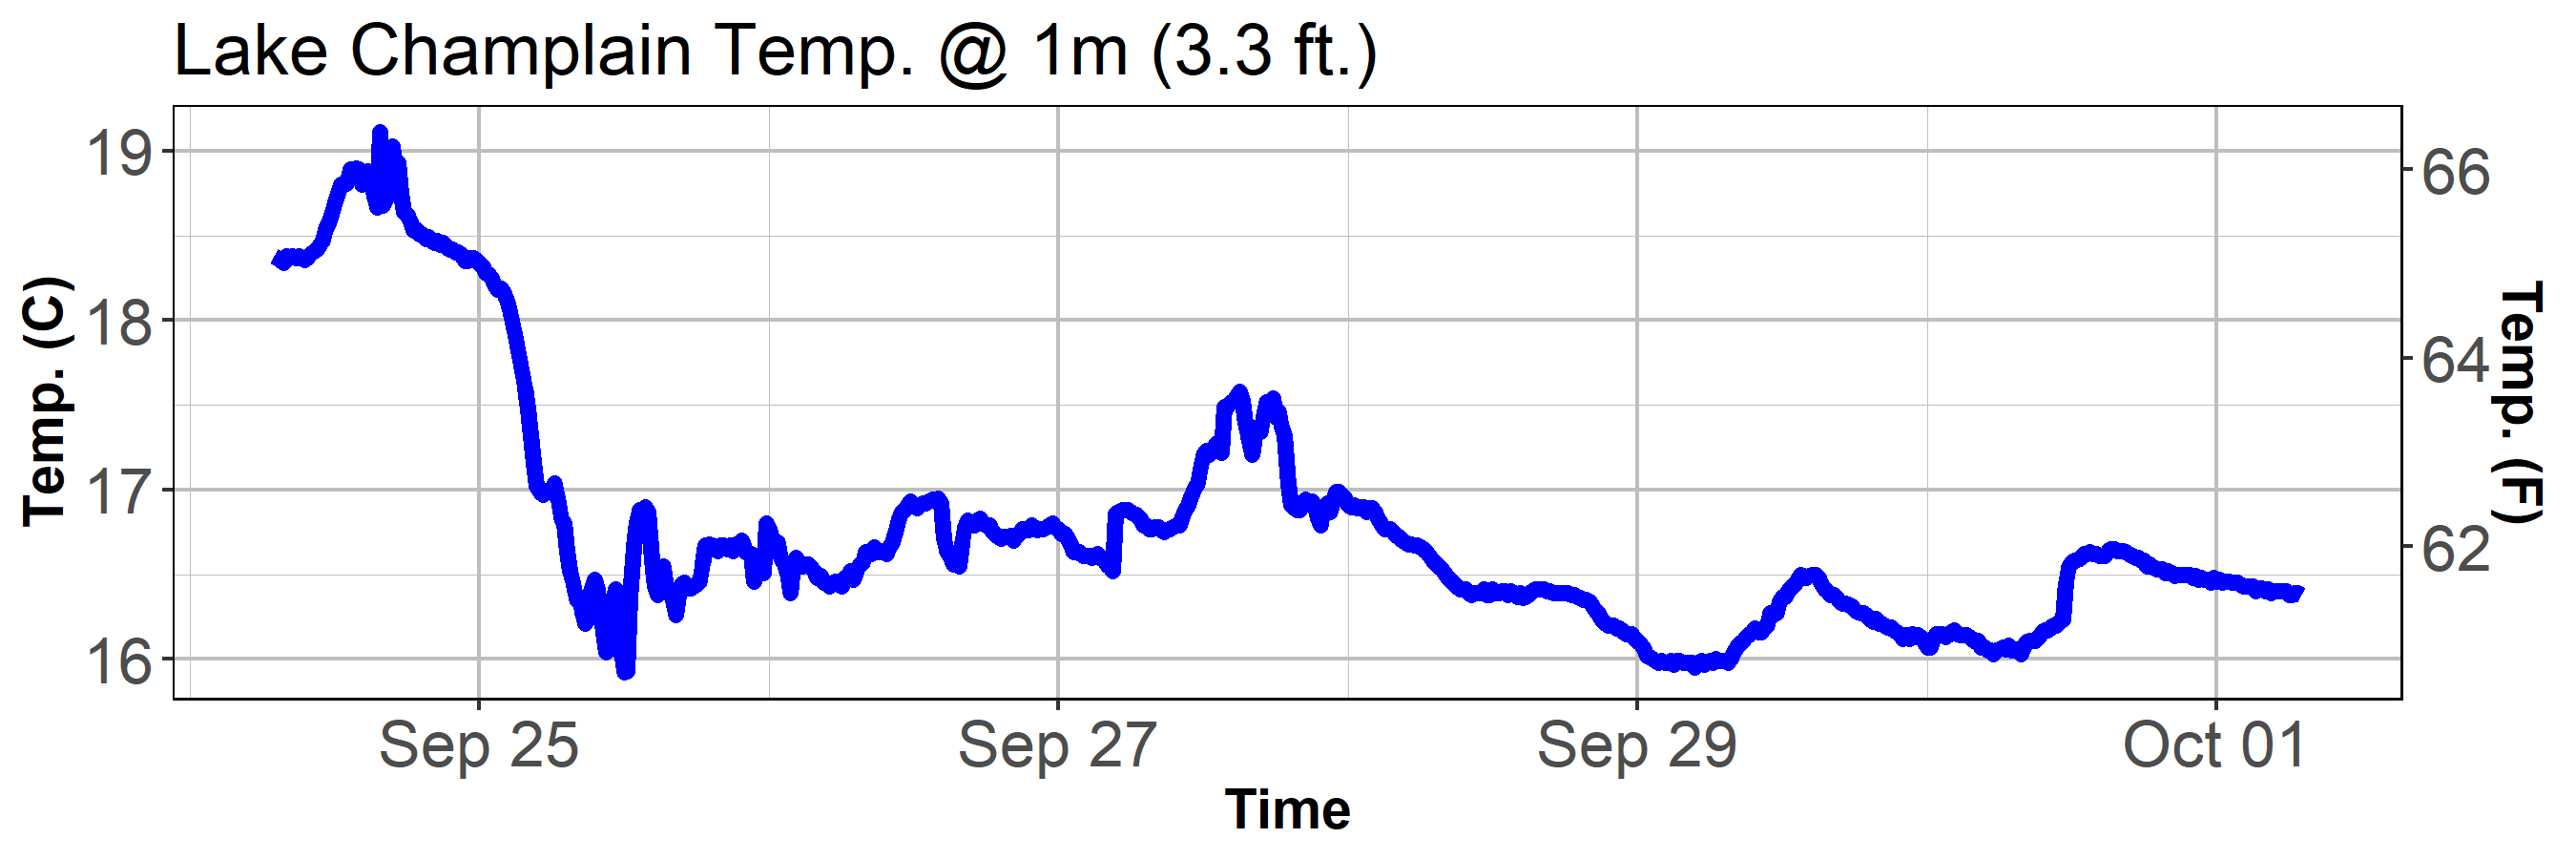 Lake Champlain Temp. @ 1m (3.3 ft.)
Temp. (C)
19
18
17
16
66
64
62
Temp. (F)
Sep 25 Sep 27 Sep 29 Oct 01
Time